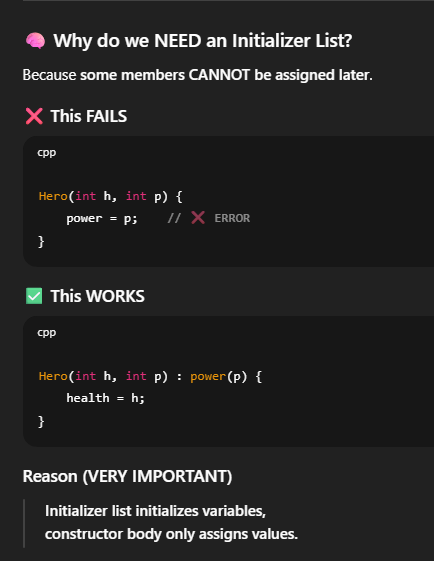 🧠 Why do we NEED an Initializer List?
Because some members CANNOT be assigned later.
❌ This FAILS
cpp
Hero(int h, int p) {
    power = p;    // ❌ ERROR
}
✅ This WORKS
cpp
Hero(int h, int p) : power(p) {
    health = h;
}
Reason (VERY IMPORTANT)
Initializer list initializes variables,
constructor body only assigns values.